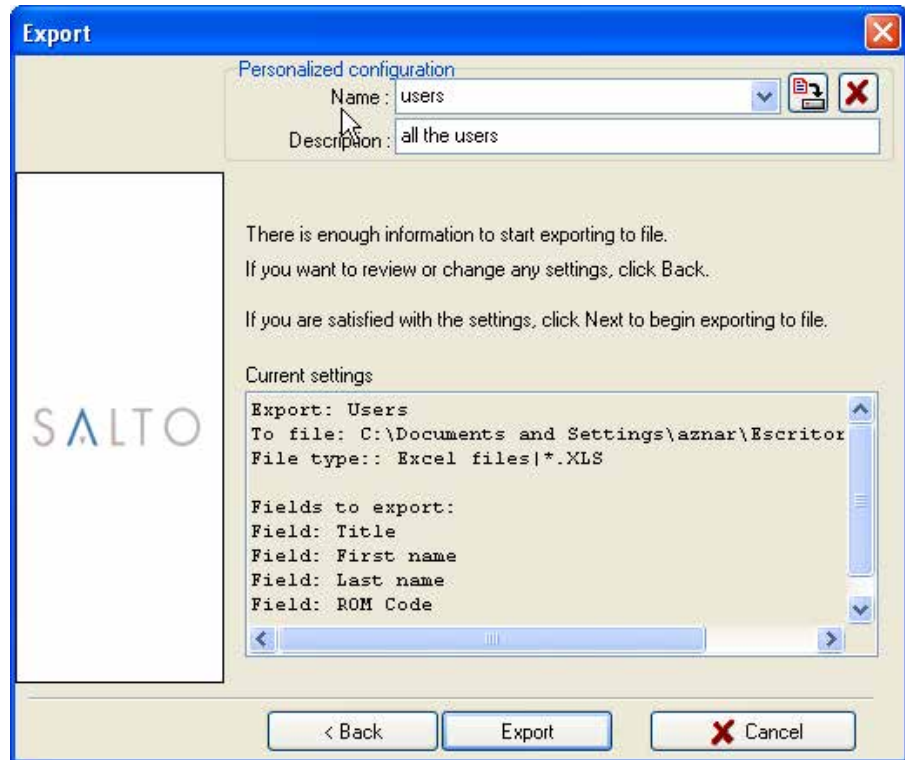 Export
Personalized configuration
Name : users
Description : all the users
There is enough information to start exporting to file.
If you want to review or change any settings, click Back.
If you are satisfied with the settings, click Next to begin exporting to file.
Current settings
SALTO
Export: Users
To file: C:\Documents and Settings\aznar\Escritor
File type:: Excel files|*.XLS
Fields to export:
Field: Title
Field: First name
Field: Last name
Field: ROM Code
< Back
Export
Cancel